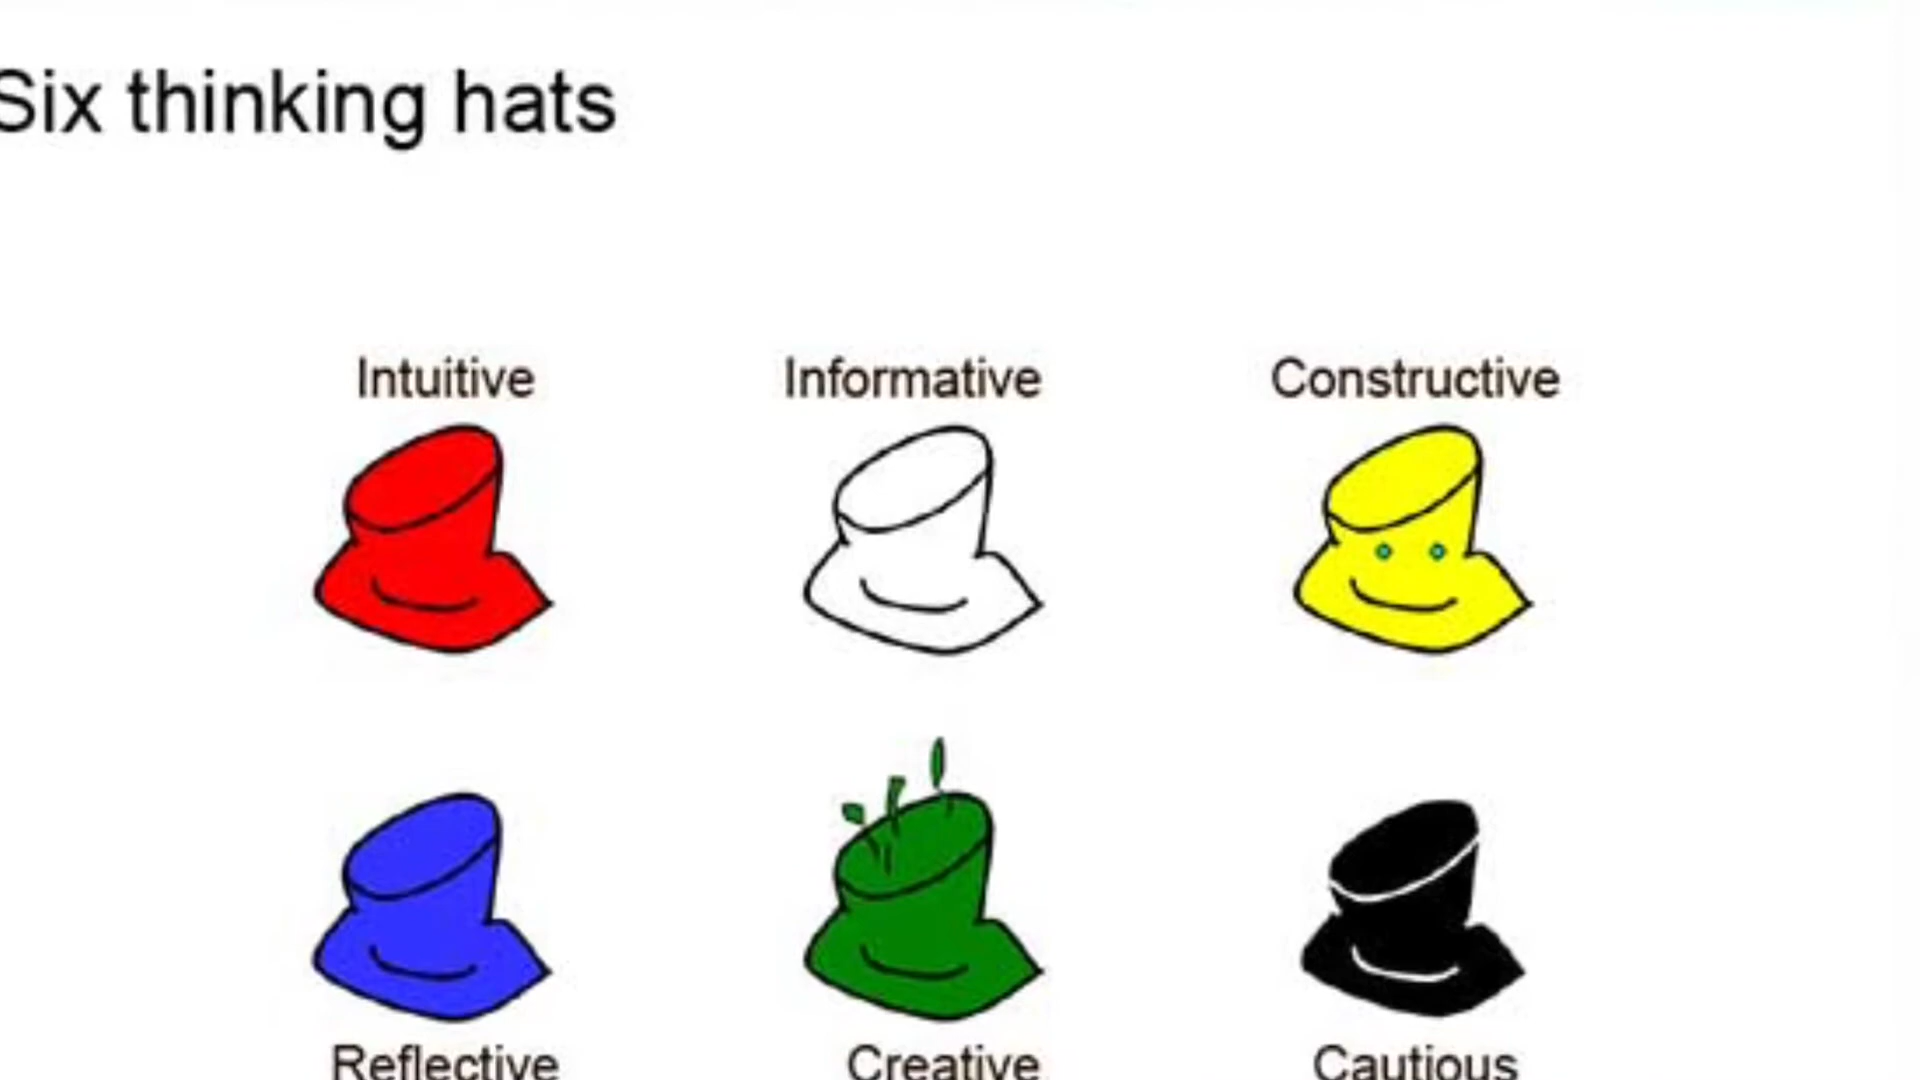 Six thinking hats
Intuitive
Informative
Constructive
Reflective
Creative
Cautious